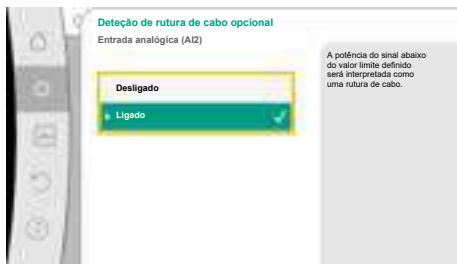 Deteção de rutura de cabo opcional
Entrada analógica (AI2)
A potência do sinal abaixo
do valor limite definido
será interpretada como
uma rutura de cabo.
Desligado
Ligado